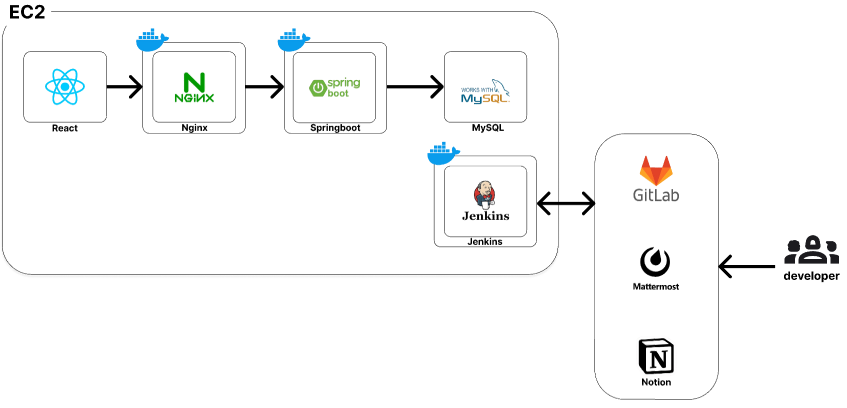 EC2
NGINX
spring
boot
WORKS WITH
MySQL
React
Nginx
Springboot
MySQL
Jenkins
Jenkins
GitLab
Mattermost
N
Notion
developer